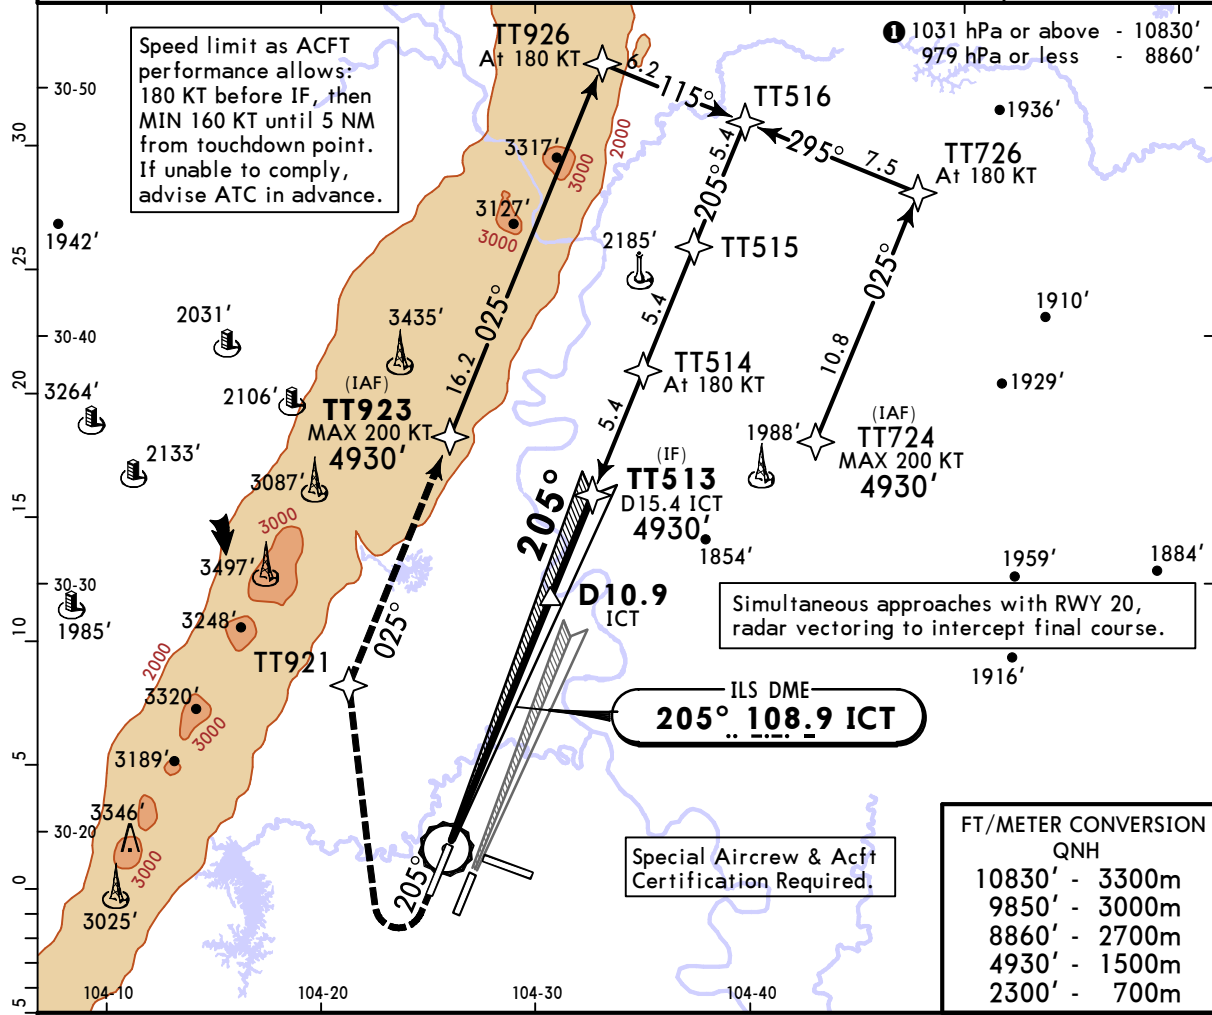 ❶ 1031 hPa or above - 10830'
979 hPa or less - 8860'
Speed limit as ACFT
performance allows:
180 KT before IF, then
MIN 160 KT until 5 NM
from touchdown point.
If unable to comply,
advise ATC in advance.
TT926
At 180 KT
6.2
115°
TT516
30-50
30
1936'
2000
3317'
3000
5.4
295°
7.5
TT726
At 180 KT
205°
3127'
3000
1942'
2185'
TT515
25
025°
5.4
1910'
2031'
3435'
025°
30-40
10.8
TT514
At 180 KT
16.2
1929'
20
3264'
2106'
(IAF)
TT923
MAX 200 KT
4930'
5.4
(IAF)
TT724
MAX 200 KT
4930'
2133'
1988'
3087'
(IF)
TT513
D15.4 ICT
4930'
205°
15
3000
1854'
3497'
1959'
1884'
30-30
1985'
D10.9
ICT
Simultaneous approaches with RWY 20,
radar vectoring to intercept final course.
3248'
025°
10
2000
TT921
1916'
3320'
3000
ILS DME
205° 108.9 ICT
3189'
5
3346'
30-20
3000
205°
0
3025'
Special Aircrew & Acft
Certification Required.
FT/METER CONVERSION
QNH
10830' - 3300m
9850' - 3000m
8860' - 2700m
4930' - 1500m
2300' - 700m
5
104-10
104-20
104-30
104-40